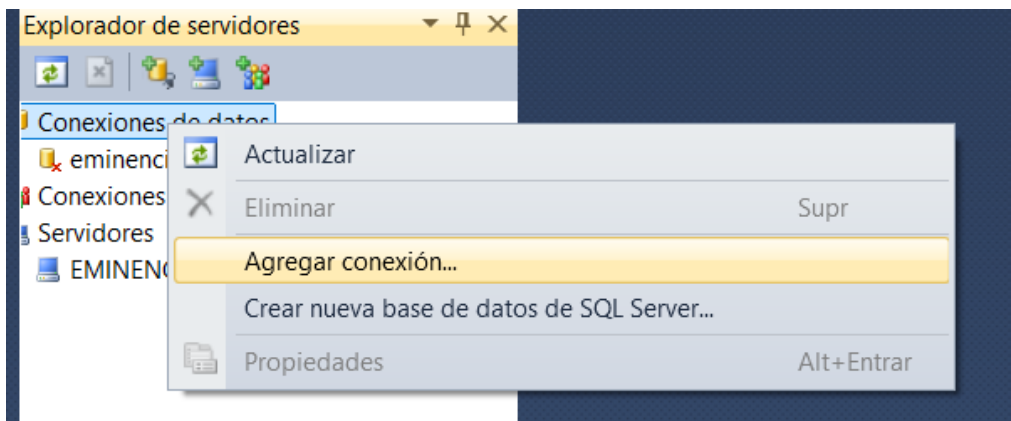 Explorador de servidores
Conexiones de datos
eminenci
Conexiones
Servidores
EMINEN
Actualizar
Eliminar Supr
Agregar conexión...
Crear nueva base de datos de SQL Server...
Propiedades Alt+Entrar